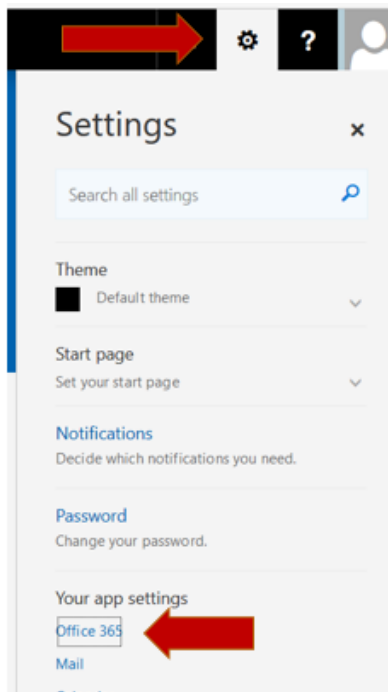 ?
Settings
×
Search all settings
Theme
Default theme
Start page
Set your start page
Notifications
Decide which notifications you need.
Password
Change your password.
Your app settings
Office 365
Mail